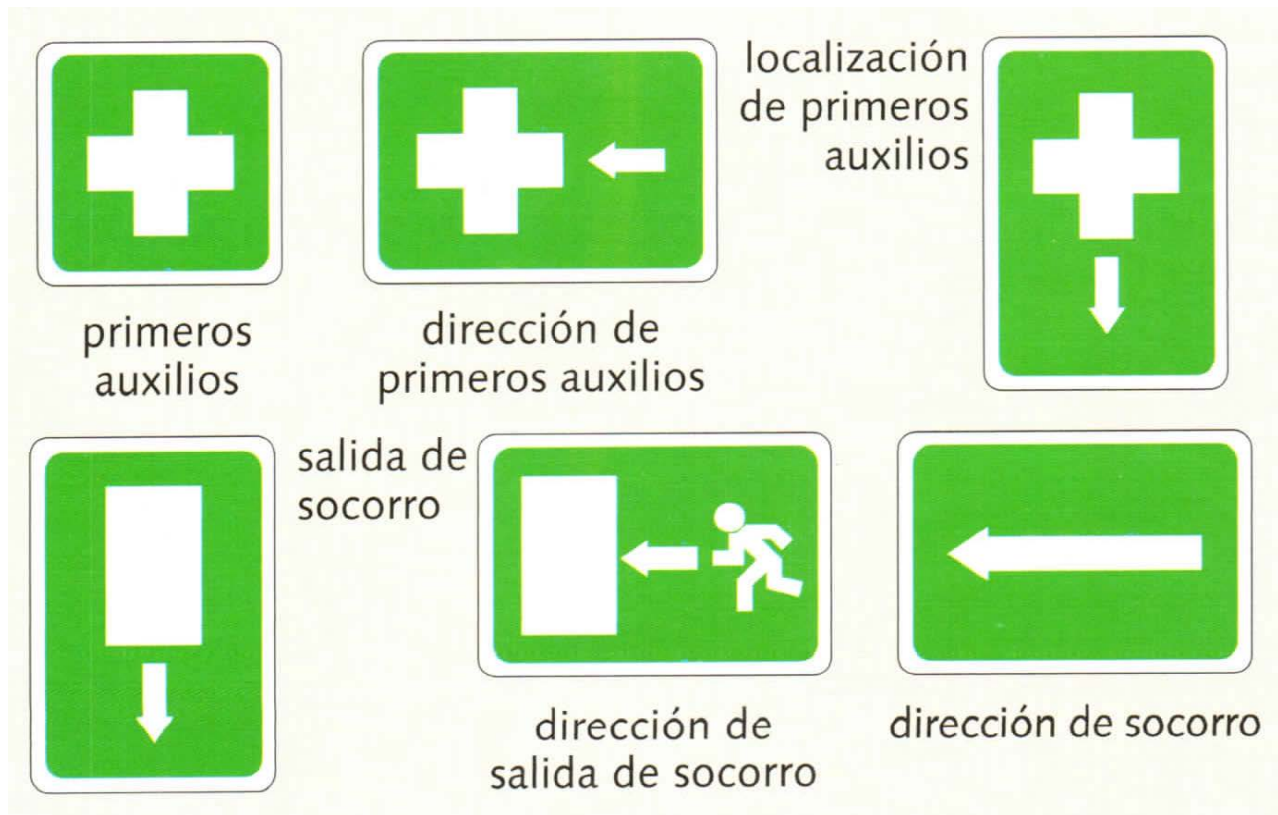 primeros
auxilios
dirección de
primeros auxilios
localización
de primeros
auxilios
salida de
socorro
dirección de
salida de socorro
dirección de socorro